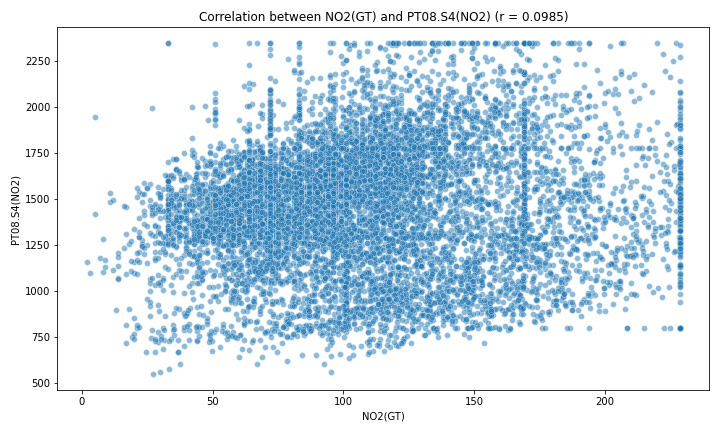 Correlation between NO2(GT) and PT08.S4(NO2) (r = 0.0985)
PT08.S4(NO2)
2250
2000
1750
1500
1250
1000
750
500
0 50 100 150 200
NO2(GT)